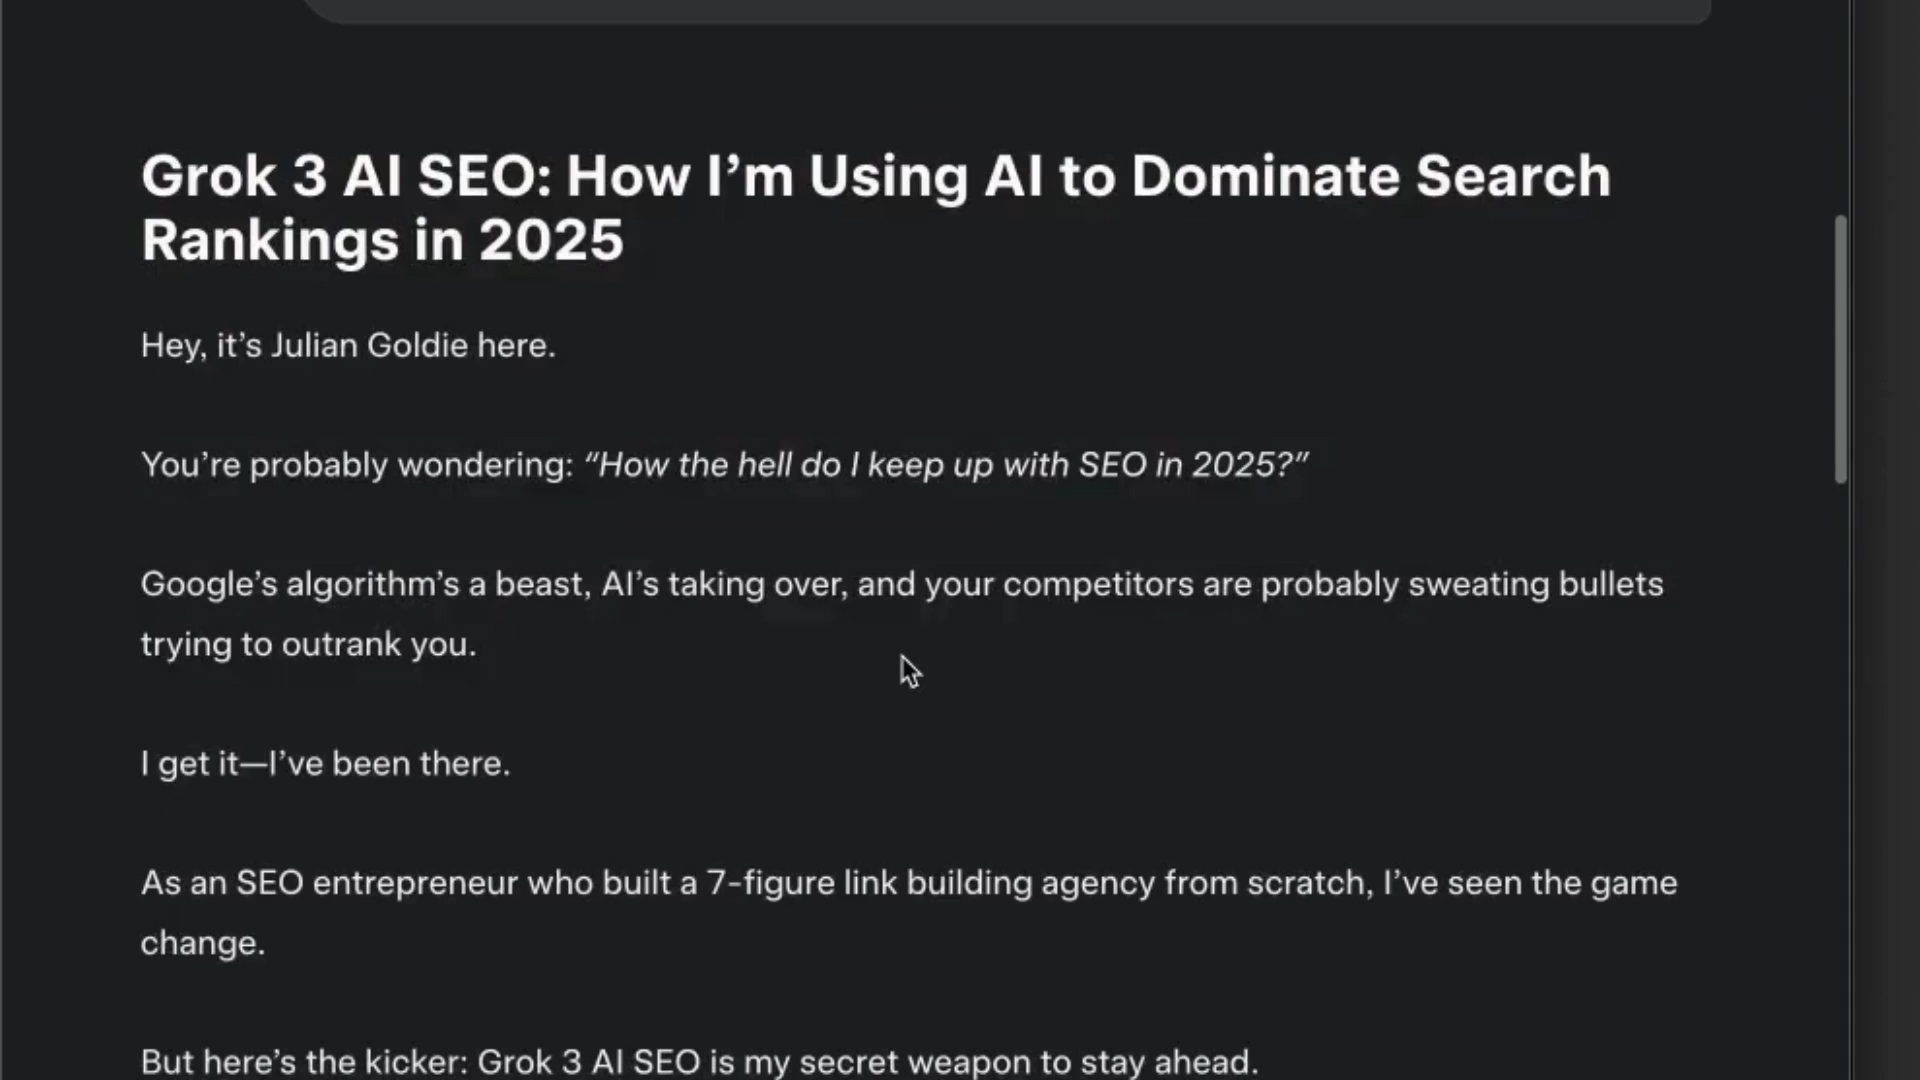 Grok 3 AI SEO: How I’m Using AI to Dominate Search
Rankings in 2025
Hey, it’s Julian Goldie here.
You’re probably wondering: “How the hell do I keep up with SEO in 2025?”
Google’s algorithm’s a beast, AI’s taking over, and your competitors are probably sweating bullets
trying to outrank you.
I get it—I’ve been there.
As an SEO entrepreneur who built a 7-figure link building agency from scratch, I’ve seen the game
change.
But here’s the kicker: Grok 3 AI SEO is my secret weapon to stay ahead.